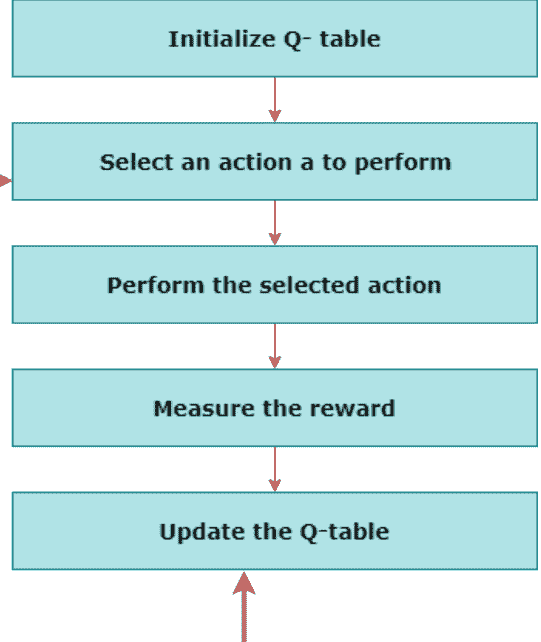 Initialize Q- table
Select an action a to perform
Perform the selected action
Measure the reward
Update the Q-table